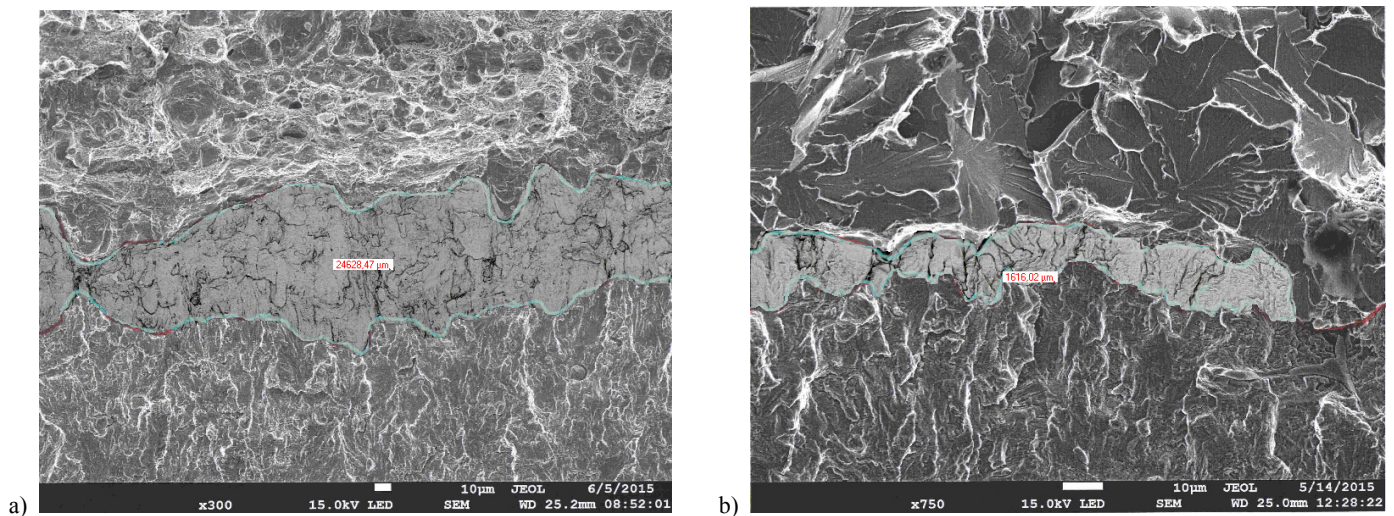 24628,47 µm
10µm JEOL 6/5/2015
x300 15.0kV LED SEM WD 25.2mm 08:52:01
a)
1616,02 µm
10µm JEOL 5/14/2015
x750 15.0kV LED SEM WD 25.0mm 12:28:22
b)